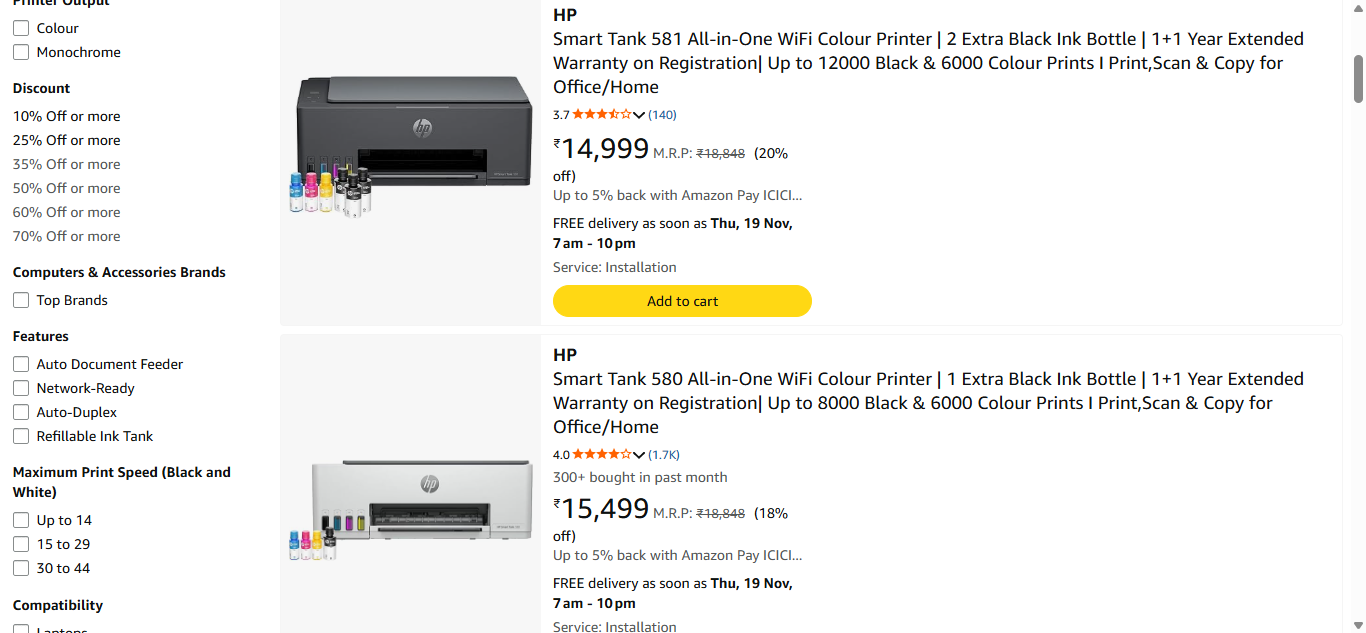 Printer Output
Colour
Monochrome
Discount
10% Off or more
25% Off or more
35% Off or more
50% Off or more
60% Off or more
70% Off or more
Computers & Accessories Brands
Top Brands
Features
Auto Document Feeder
Network-Ready
Auto-Duplex
Refillable Ink Tank
Maximum Print Speed (Black and
White)
Up to 14
15 to 29
30 to 44
Compatibility
Laptops
hp
HP
Smart Tank 581 All-in-One WiFi Colour Printer | 2 Extra Black Ink Bottle | 1+1 Year Extended
Warranty on Registration| Up to 12000 Black & 6000 Colour Prints I Print,Scan & Copy for
Office/Home
3.7 (140)
₹14,999 M.R.P: ₹18,848 (20%
off)
Up to 5% back with Amazon Pay ICICI...
FREE delivery as soon as Thu, 19 Nov,
7 am - 10 pm
Service: Installation
Add to cart
hp
HP
Smart Tank 580 All-in-One WiFi Colour Printer | 1 Extra Black Ink Bottle | 1+1 Year Extended
Warranty on Registration| Up to 8000 Black & 6000 Colour Prints I Print,Scan & Copy for
Office/Home
4.0 (1.7K)
300+ bought in past month
₹15,499 M.R.P: ₹18,848 (18%
off)
Up to 5% back with Amazon Pay ICICI...
FREE delivery as soon as Thu, 19 Nov,
7 am - 10 pm
Service: Installation